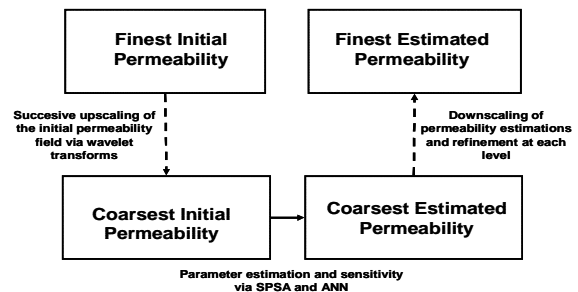 Finest Initial
Permeability
Finest Estimated
Permeability
Succesive upscaling of
the initial permeability
field via wavelet
transforms
Downscaling of
permeability estimations
and refinement at each
level
Coarsest Initial
Permeability
Coarsest Estimated
Permeability
Parameter estimation and sensitivity
via SPSA and ANN